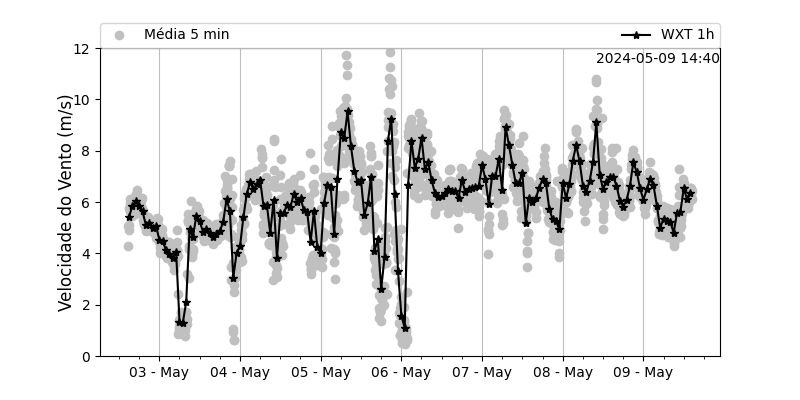 Média 5 min
WXT 1h
2024-05-09 14:40
Velocidade do Vento (m/s)
12
10
8
6
4
2
0
03 - May
04 - May
05 - May
06 - May
07 - May
08 - May
09 - May